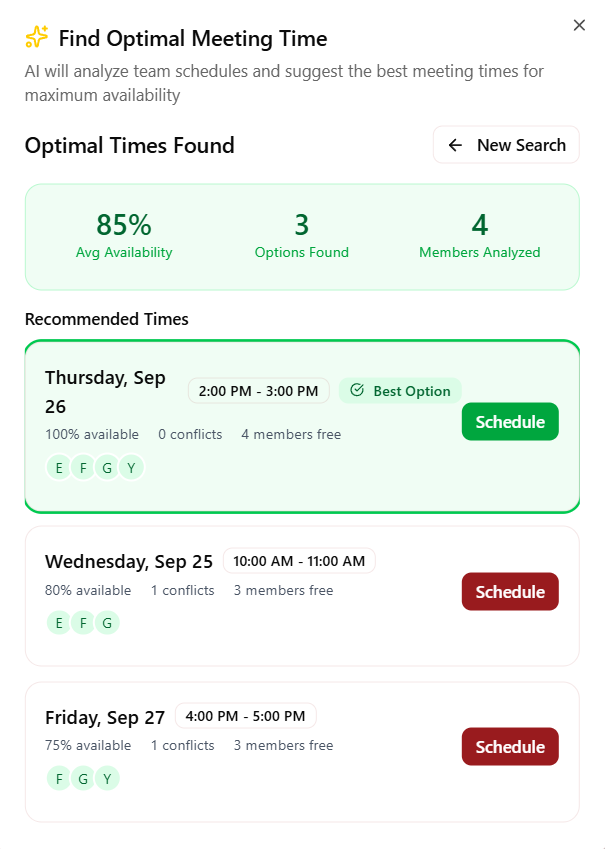 Find Optimal Meeting Time
AI will analyze team schedules and suggest the best meeting times for
maximum availability
Optimal Times Found
New Search
85%
Avg Availability
3
Options Found
4
Members Analyzed
Recommended Times
Thursday, Sep
26
2:00 PM - 3:00 PM
Best Option
100% available 0 conflicts 4 members free
E F G Y
Schedule
Wednesday, Sep 25 10:00 AM - 11:00 AM
80% available 1 conflicts 3 members free
E F G
Schedule
Friday, Sep 27 4:00 PM - 5:00 PM
75% available 1 conflicts 3 members free
F G Y
Schedule